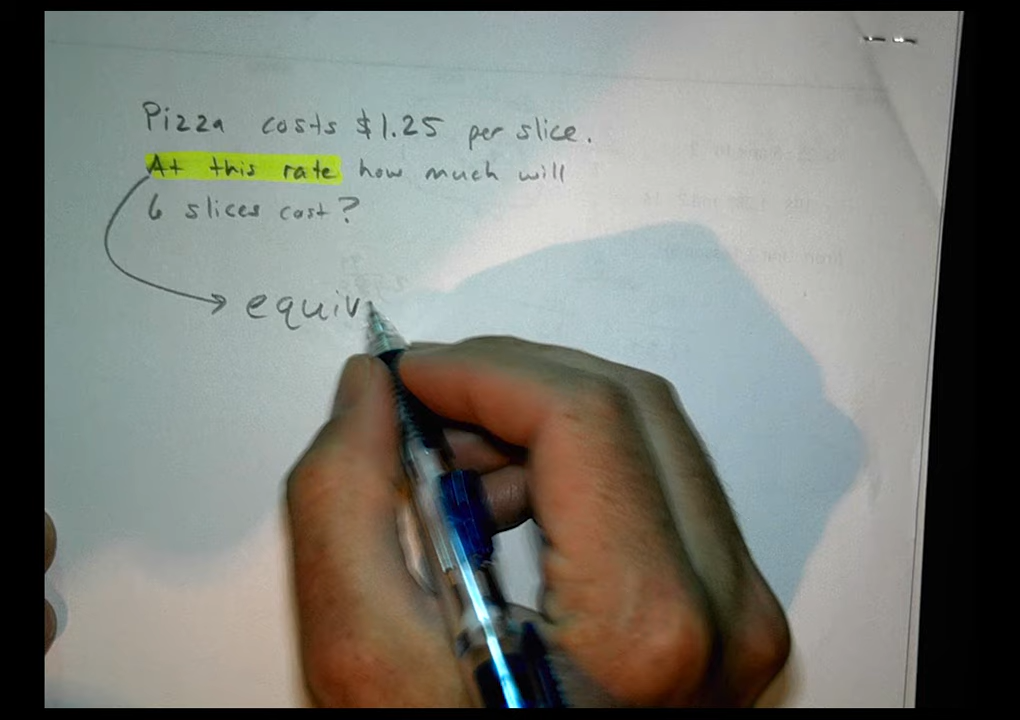 Pizza costs $1.25 per slice.
At this rate how much will
6 slices cost?
equiv